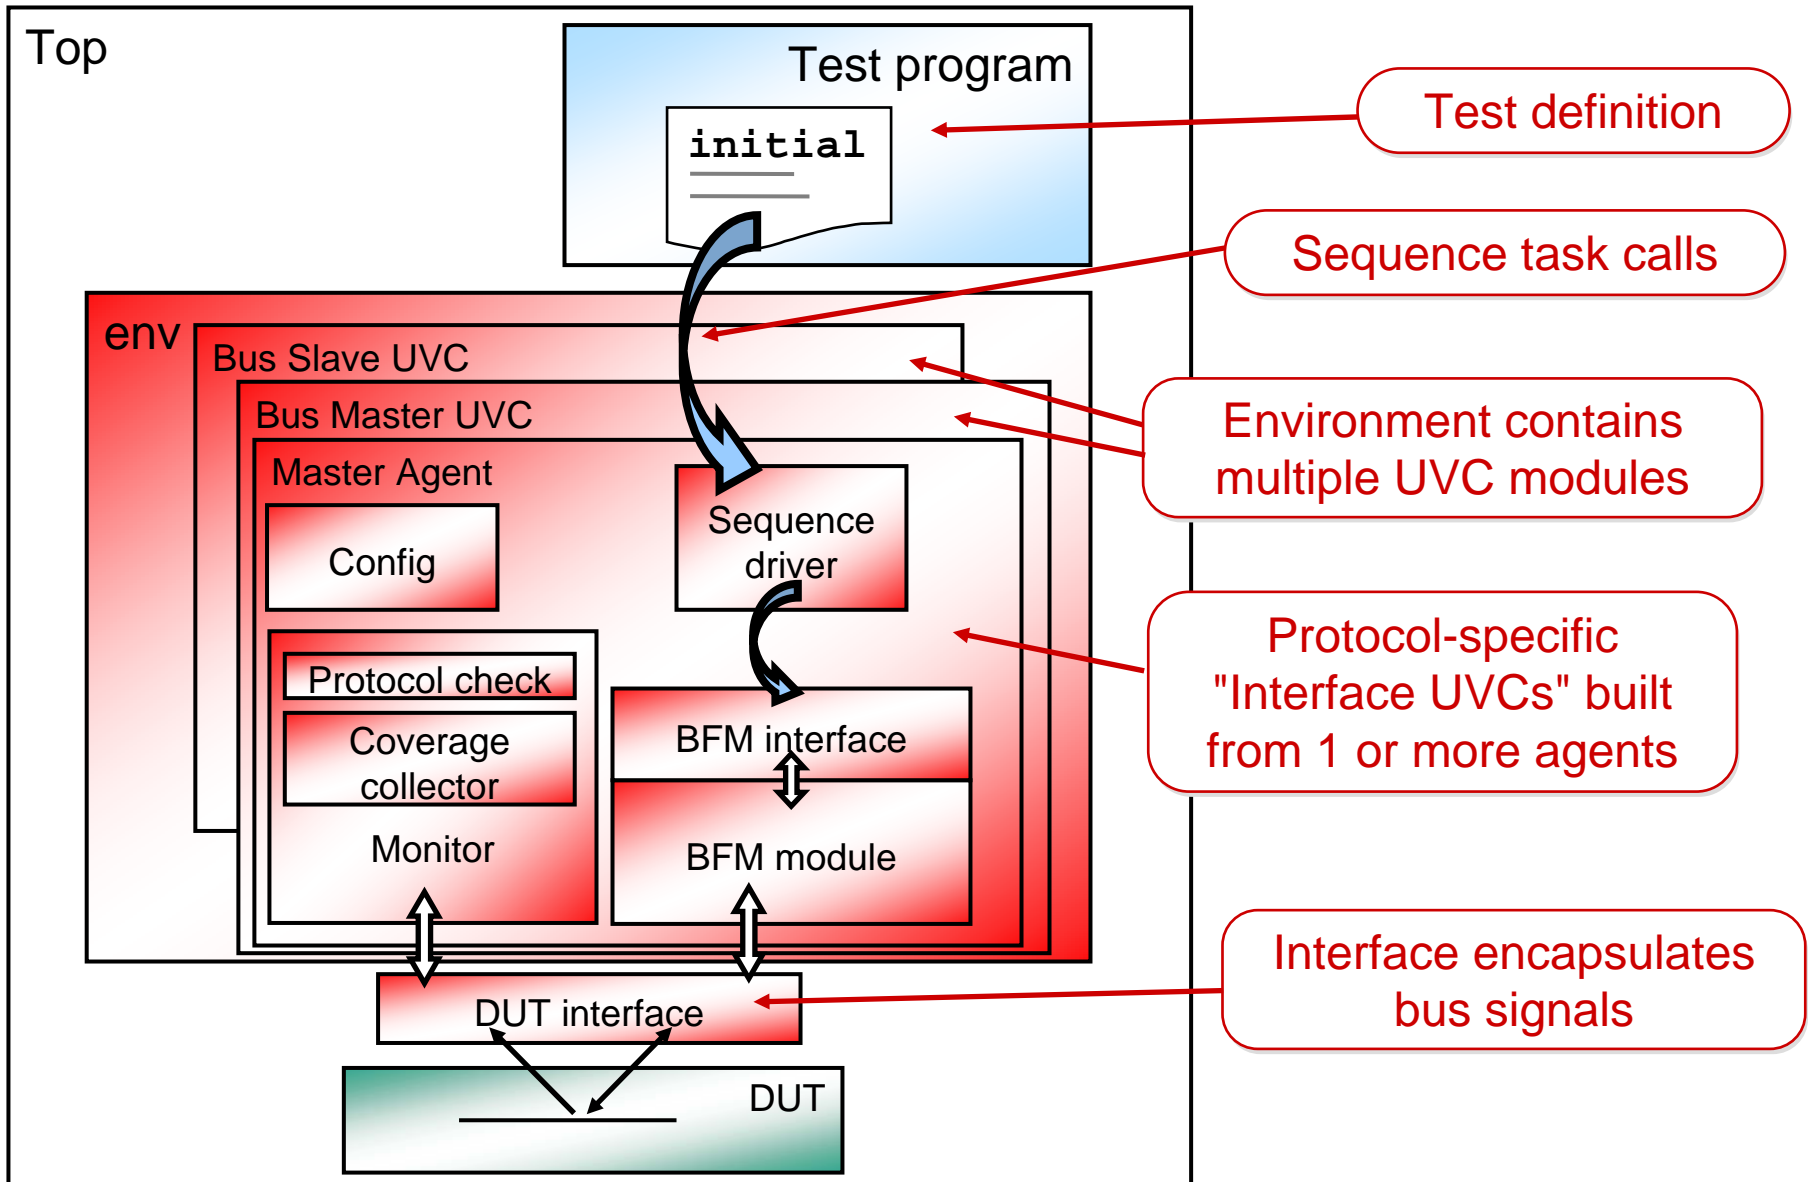 Top
Test program
initial
Test definition
Sequence task calls
env
Bus Slave UVC
Bus Master UVC
Master Agent
Config
Sequence
driver
Protocol check
Coverage
collector
Monitor
BFM interface
BFM module
Environment contains
multiple UVC modules
Protocol-specific
"Interface UVCs" built
from 1 or more agents
DUT interface
Interface encapsulates
bus signals
DUT